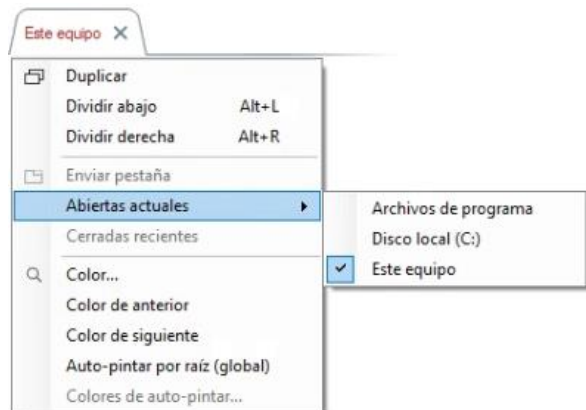 Este equipo
Duplicar
Dividir abajo Alt+L
Dividir derecha Alt+R
Enviar pestaña
Abiertas actuales
Cerradas recientes
Color...
Color de anterior
Color de siguiente
Auto-pintar por raíz (global)
Colores de auto-pintar...
Archivos de programa
Disco local (C:)
Este equipo